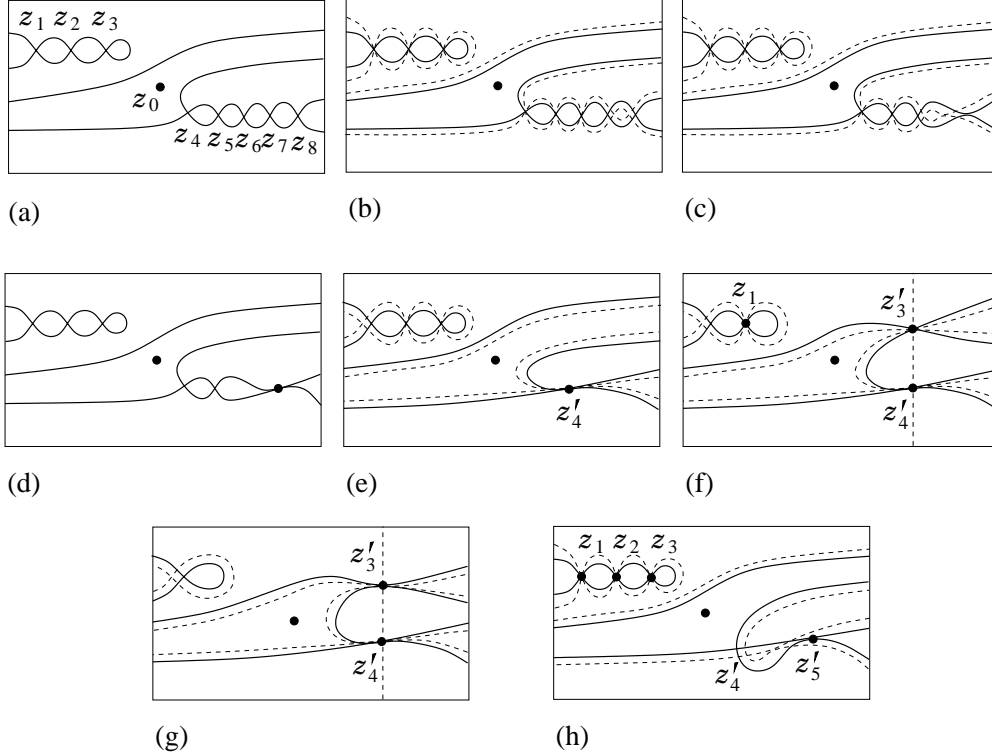 z₁ z₂ z₃
z₀
z₄ z₅ z₆ z₇ z₈
(a) (b) (c)
z₁ z′₃
z′₄ z′₄
(d) (e) (f)
z′₃ z₁ z₂ z₃
z′₄ z′₄ z′₅
(g) (h)